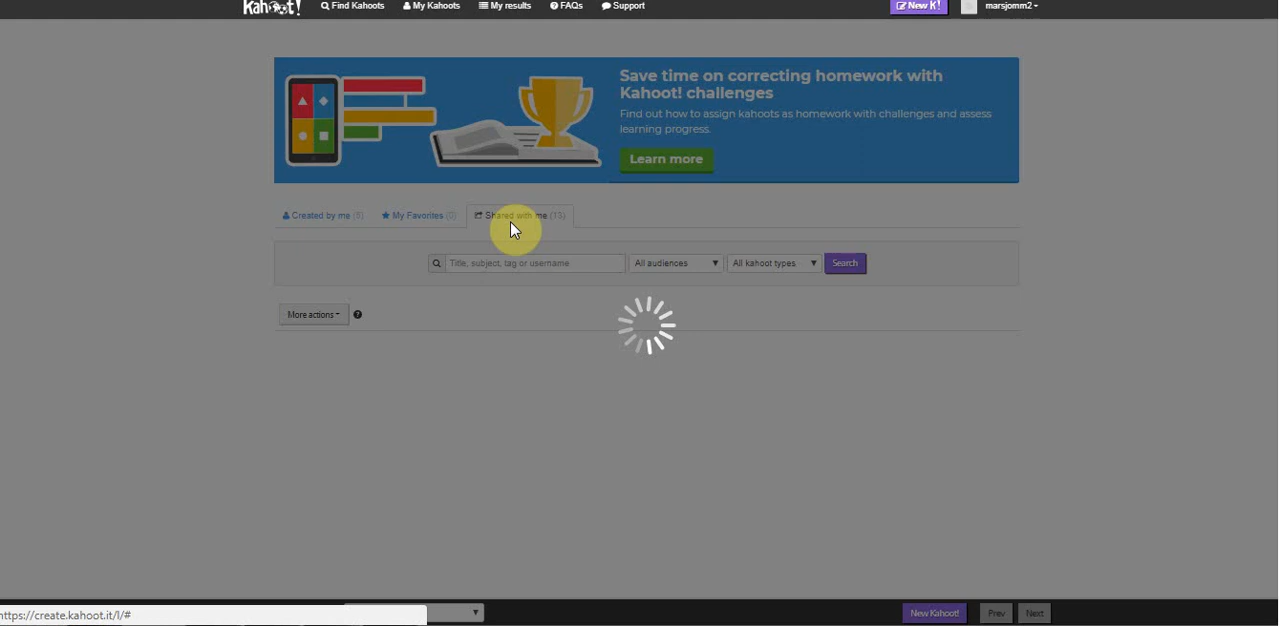 Kahoot! Find Kahoots My Kahoots My results FAQs Support New K! marsjomm2
Save time on correcting homework with
Kahoot! challenges
Find out how to assign kahoots as homework with challenges and assess
learning progress.
Learn more
Created by me My Favorites (0) Shared with me (13)
Title, subject, tag or username All audiences All kahoot types Search
More actions
https://create.kahoot.it/l/# New Kahoot! Prev Next